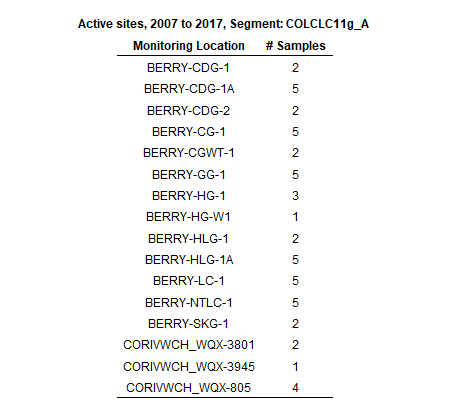 Active sites, 2007 to 2017, Segment: COLCLC11g_A
Monitoring Location # Samples
BERRY-CDG-1 2
BERRY-CDG-1A 5
BERRY-CDG-2 2
BERRY-CG-1 5
BERRY-CGWT-1 2
BERRY-GG-1 5
BERRY-HG-1 3
BERRY-HG-W1 1
BERRY-HLG-1 2
BERRY-HLG-1A 5
BERRY-LC-1 5
BERRY-NTLC-1 5
BERRY-SKG-1 2
CORIVWCH_WQX-3801 2
CORIVWCH_WQX-3945 1
CORIVWCH_WQX-805 4